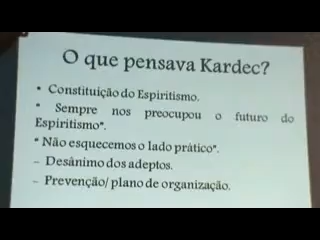 O que pensava Kardec?
• Constituição do Espiritismo.
" Sempre nos preocupou o futuro do
Espiritismo".
" Não esquecemos o lado prático".
– Desânimo dos adeptos.
– Prevenção/ plano de organização.